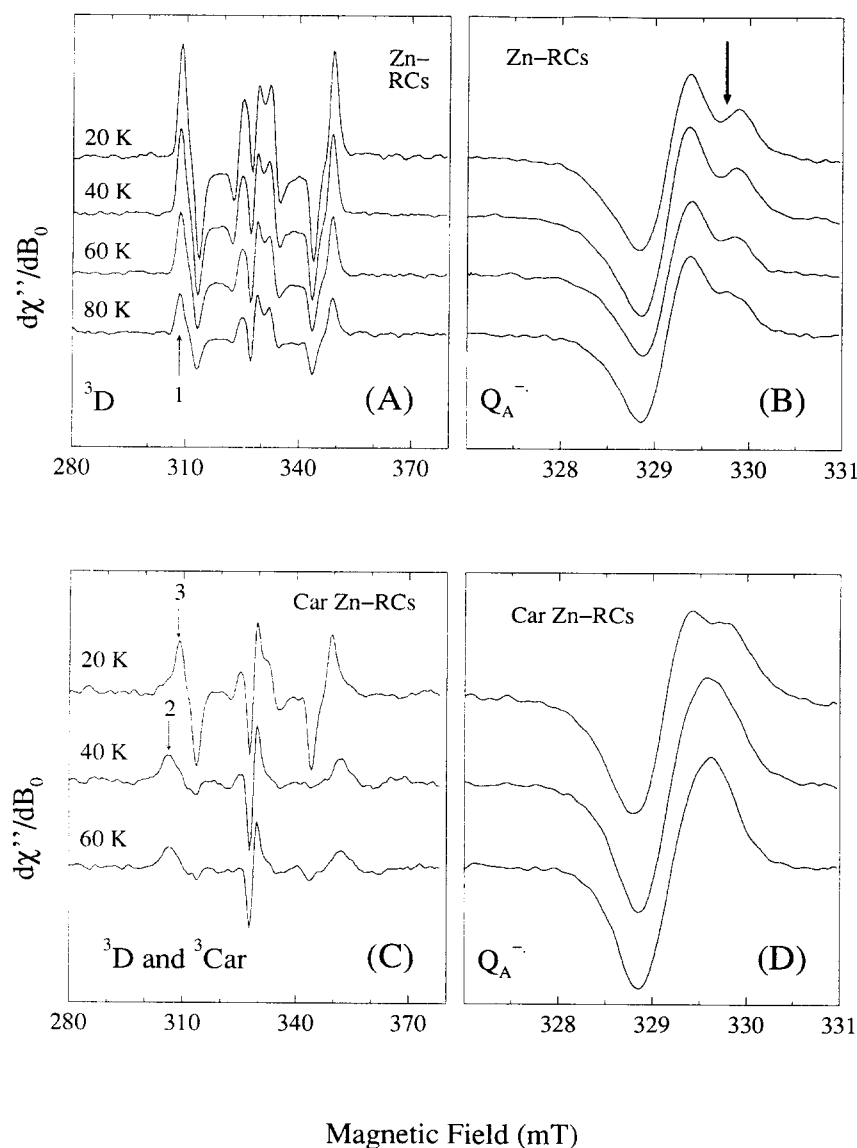 Zn−
RCs
20 K
40 K
60 K
80 K
1
³D
(A)
280 310 340 370
dχ''/dB₀
Zn−RCs
Q_A⁻·
(B)
328 329 330 331
Car Zn−RCs
3
20 K
2
40 K
60 K
³D and ³Car
(C)
280 310 340 370
dχ''/dB₀
Car Zn−RCs
Q_A⁻·
(D)
328 329 330 331
Magnetic Field (mT)